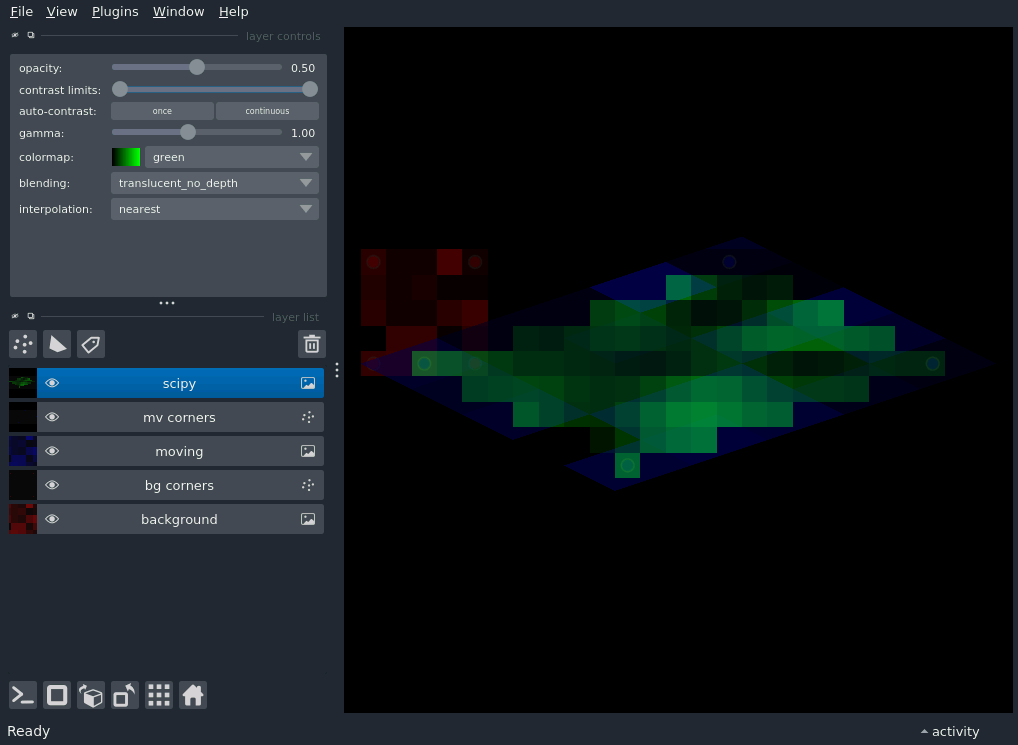 File View Plugins Window Help
layer controls
opacity: 0.50
contrast limits:
auto-contrast: once continuous
gamma: 1.00
colormap: green
blending: translucent_no_depth
interpolation: nearest
layer list
scipy
mv corners
moving
bg corners
background
Ready activity